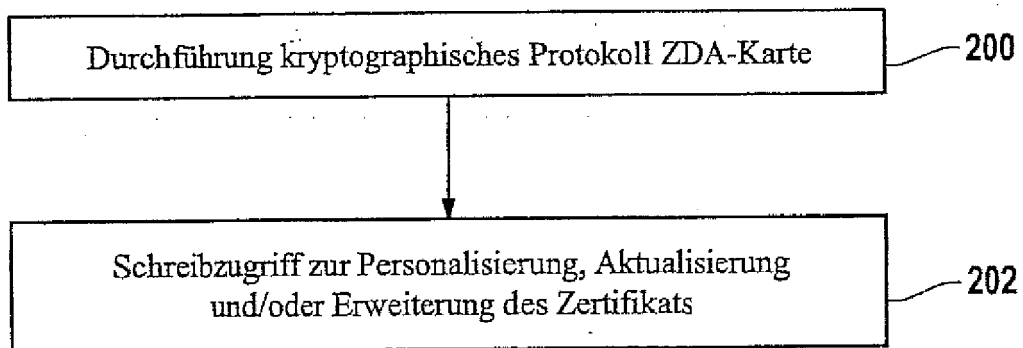 Durchführung kryptographisches Protokoll ZDA-Karte
200
Schreibzugriff zur Personalisierung, Aktualisierung
und/oder Erweiterung des Zertifikats
202